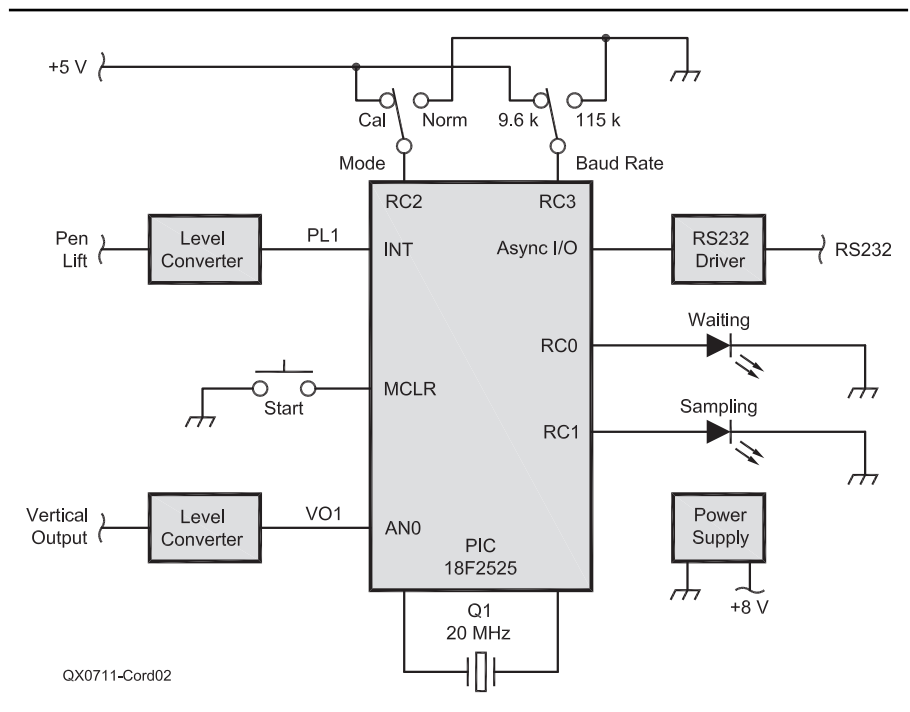 +5 V
Cal
Norm
9.6 k
115 k
Mode
Baud Rate
RC2
RC3
Pen
Lift
Level
Converter
PL1
INT
Async I/O
RS232
Driver
RS232
Waiting
RC0
Start
MCLR
Sampling
RC1
Vertical
Output
Level
Converter
VO1
AN0
PIC
18F2525
Power
Supply
+8 V
Q1
20 MHz
QX0711-Cord02